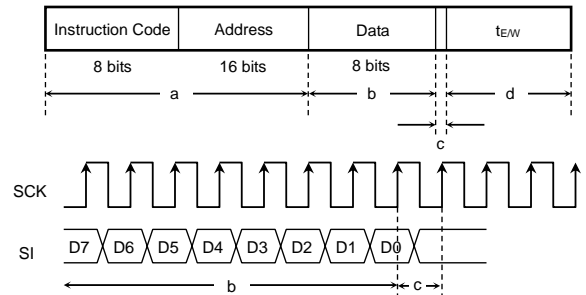 Instruction Code Address Data tE/W
8 bits 16 bits 8 bits
a b d
c
SCK
SI D7 D6 D5 D4 D3 D2 D1 D0
b c